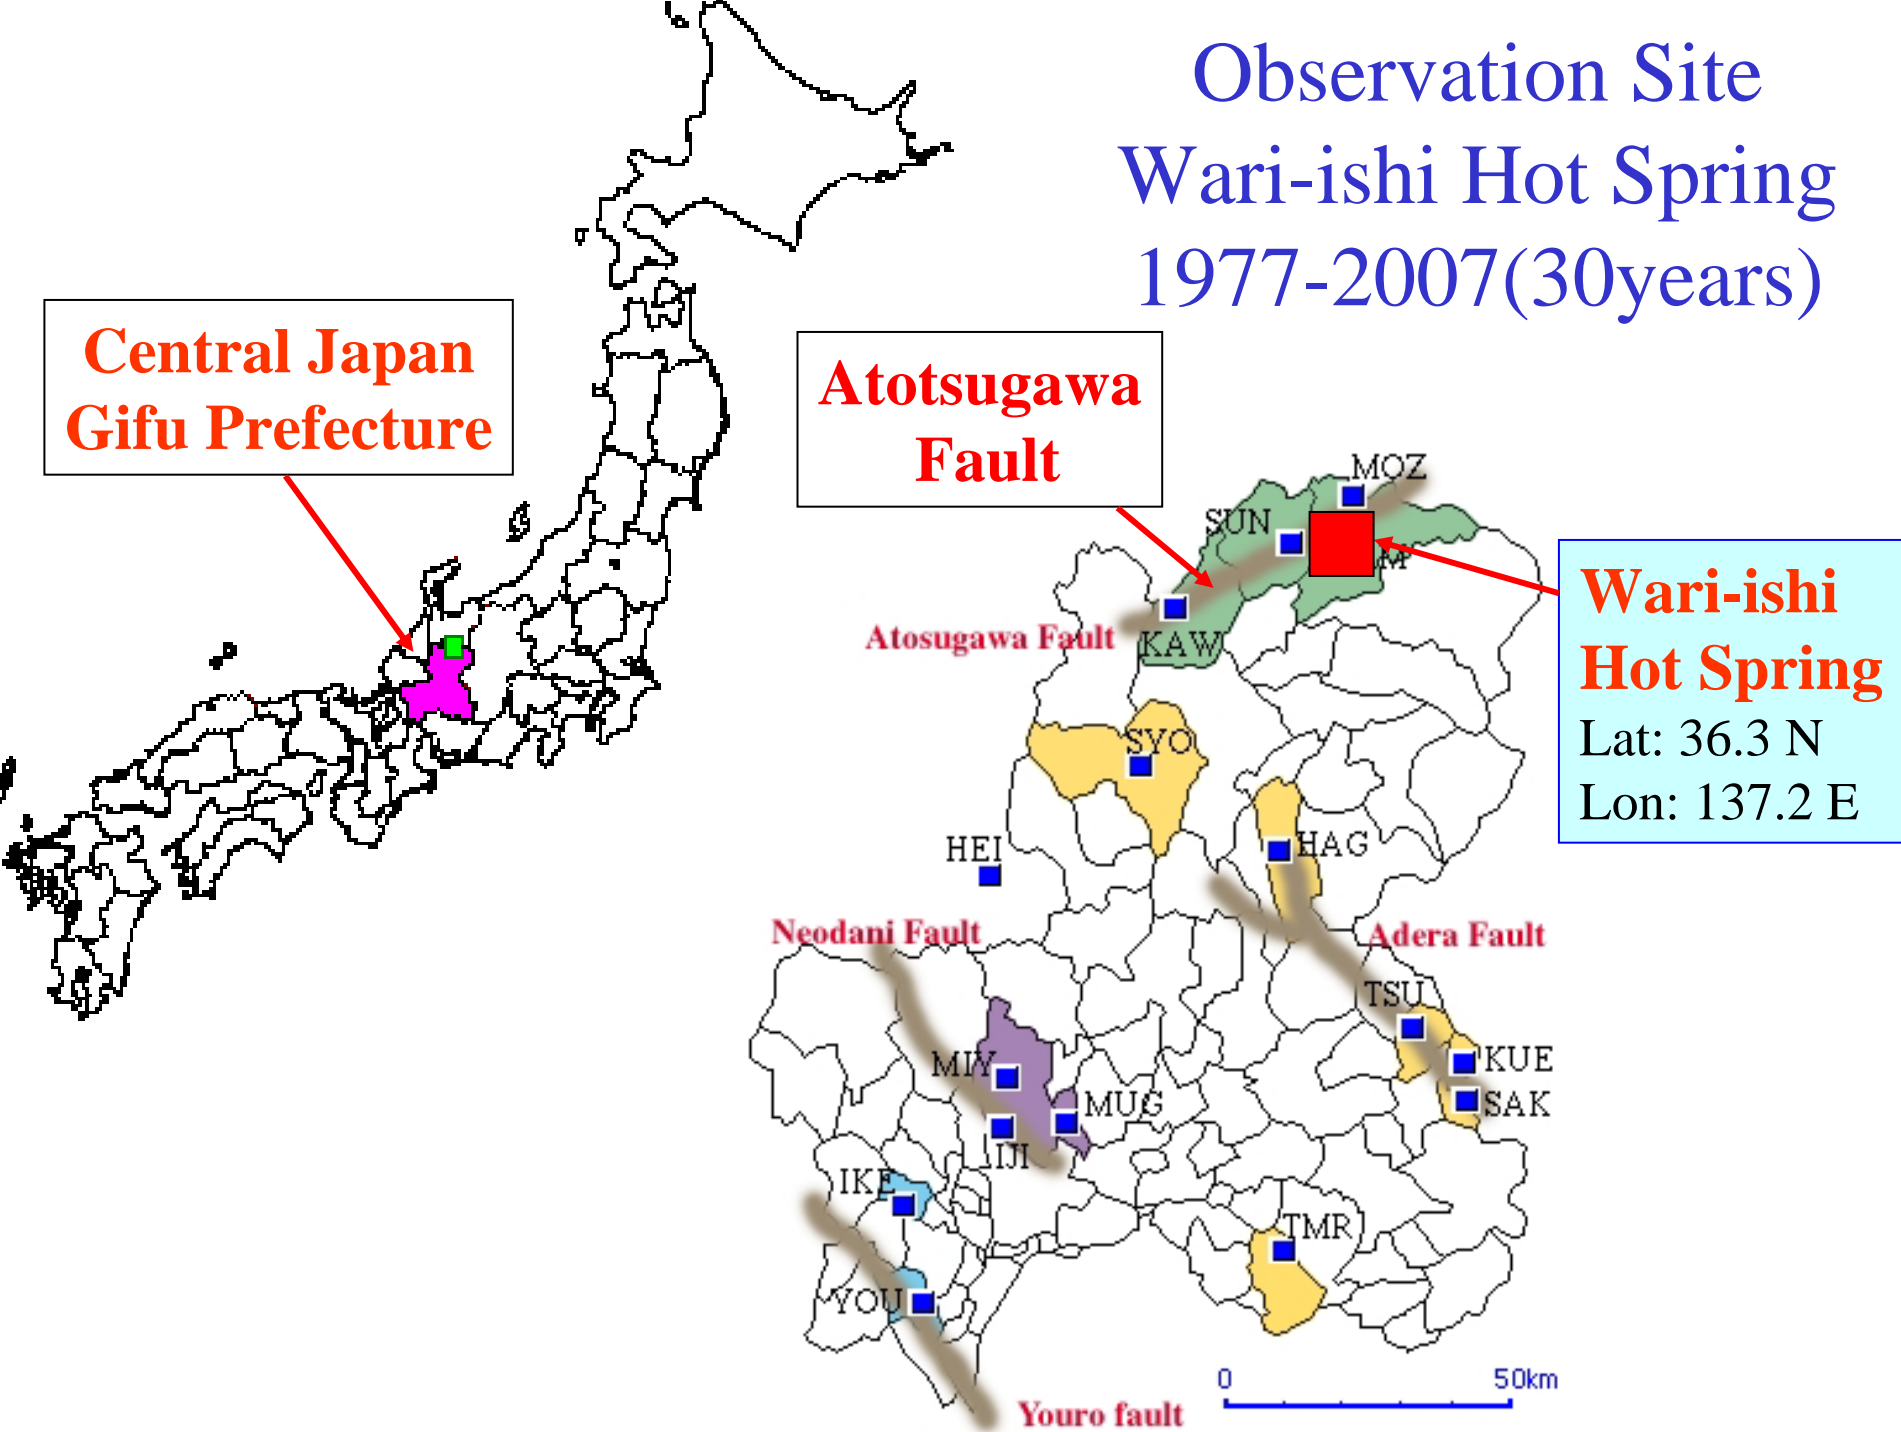 Observation Site
Wari-ishi Hot Spring
1977-2007(30years)
Central Japan
Gifu Prefecture
Atotsugawa
Fault
MOZ
SUN
M
Wari-ishi
Hot Spring
Lat: 36.3 N
Lon: 137.2 E
Atosugawa Fault
KAW
SYO
HEI
HAG
Neodani Fault
Adera Fault
TSU
MIY
KUE
MUG
SAK
IJI
IKE
TMR
YOU
0
50km
Youro fault